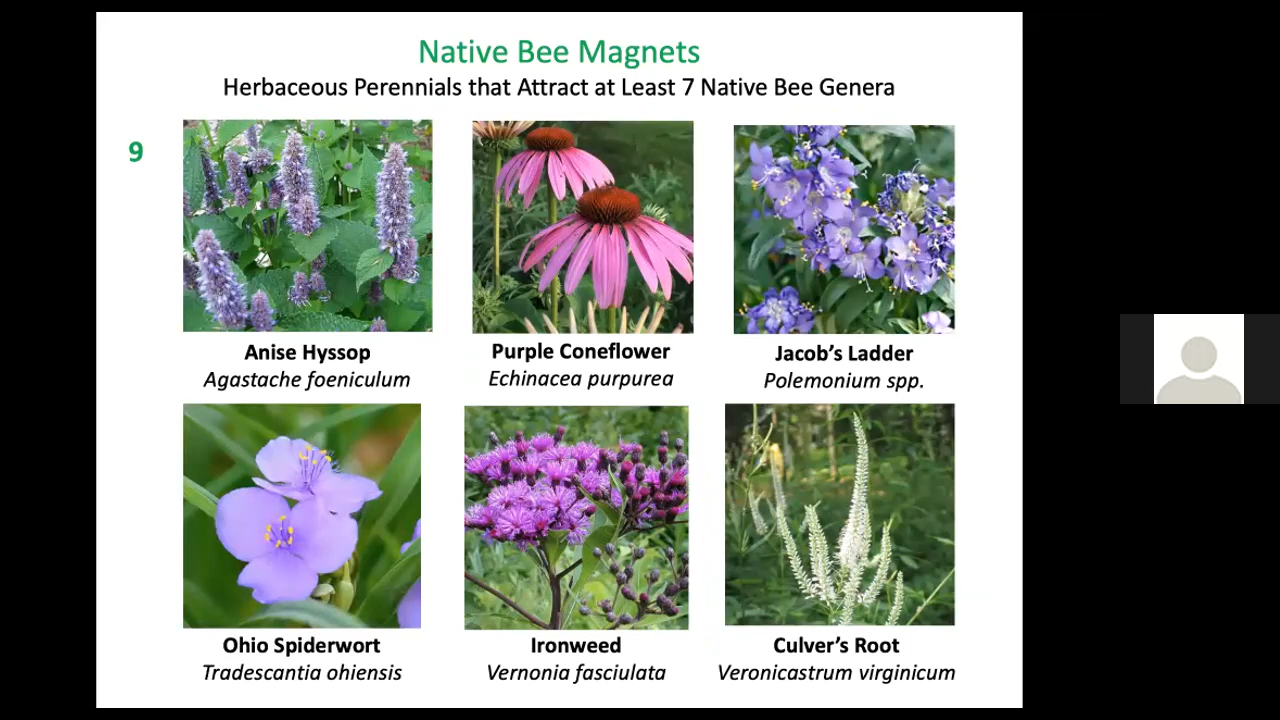 Native Bee Magnets
Herbaceous Perennials that Attract at Least 7 Native Bee Genera
9
Anise Hyssop
Agastache foeniculum
Purple Coneflower
Echinacea purpurea
Jacob's Ladder
Polemonium spp.
Ohio Spiderwort
Tradescantia ohiensis
Ironweed
Vernonia fasciulata
Culver's Root
Veronicastrum virginicum